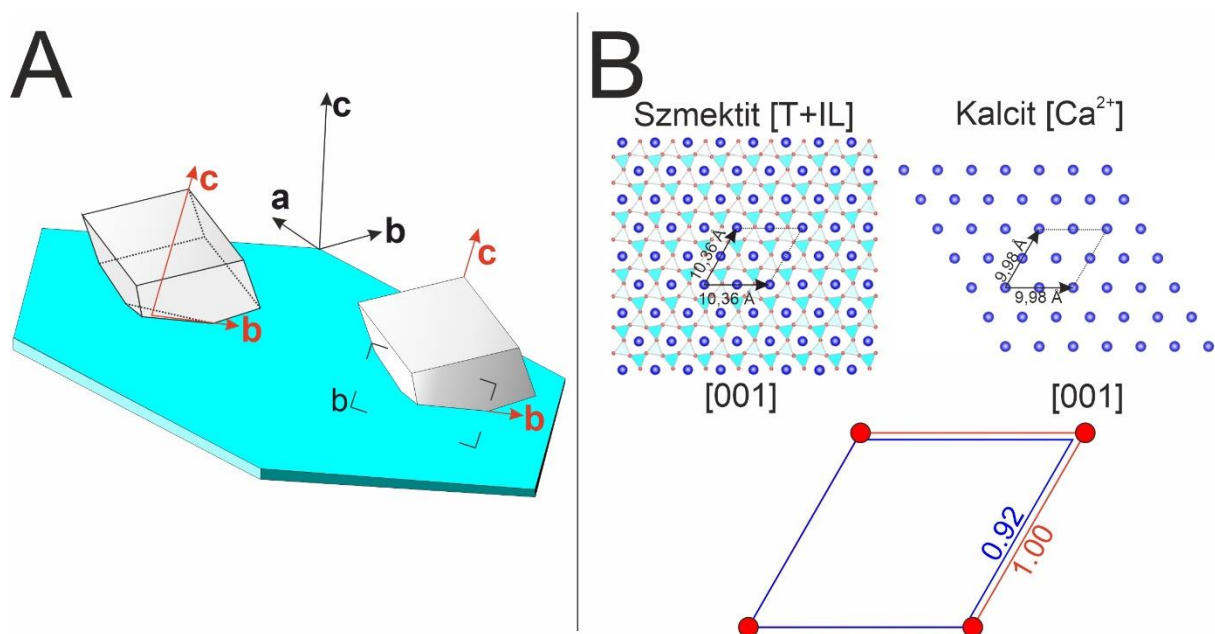 A
c
a
b
c
b
c
b
b
B
Szmektit [T+IL]
Kalcit [Ca²⁺]
10,36 Å
10,36 Å
9,98 Å
9,98 Å
[001]
[001]
0.92
1.00